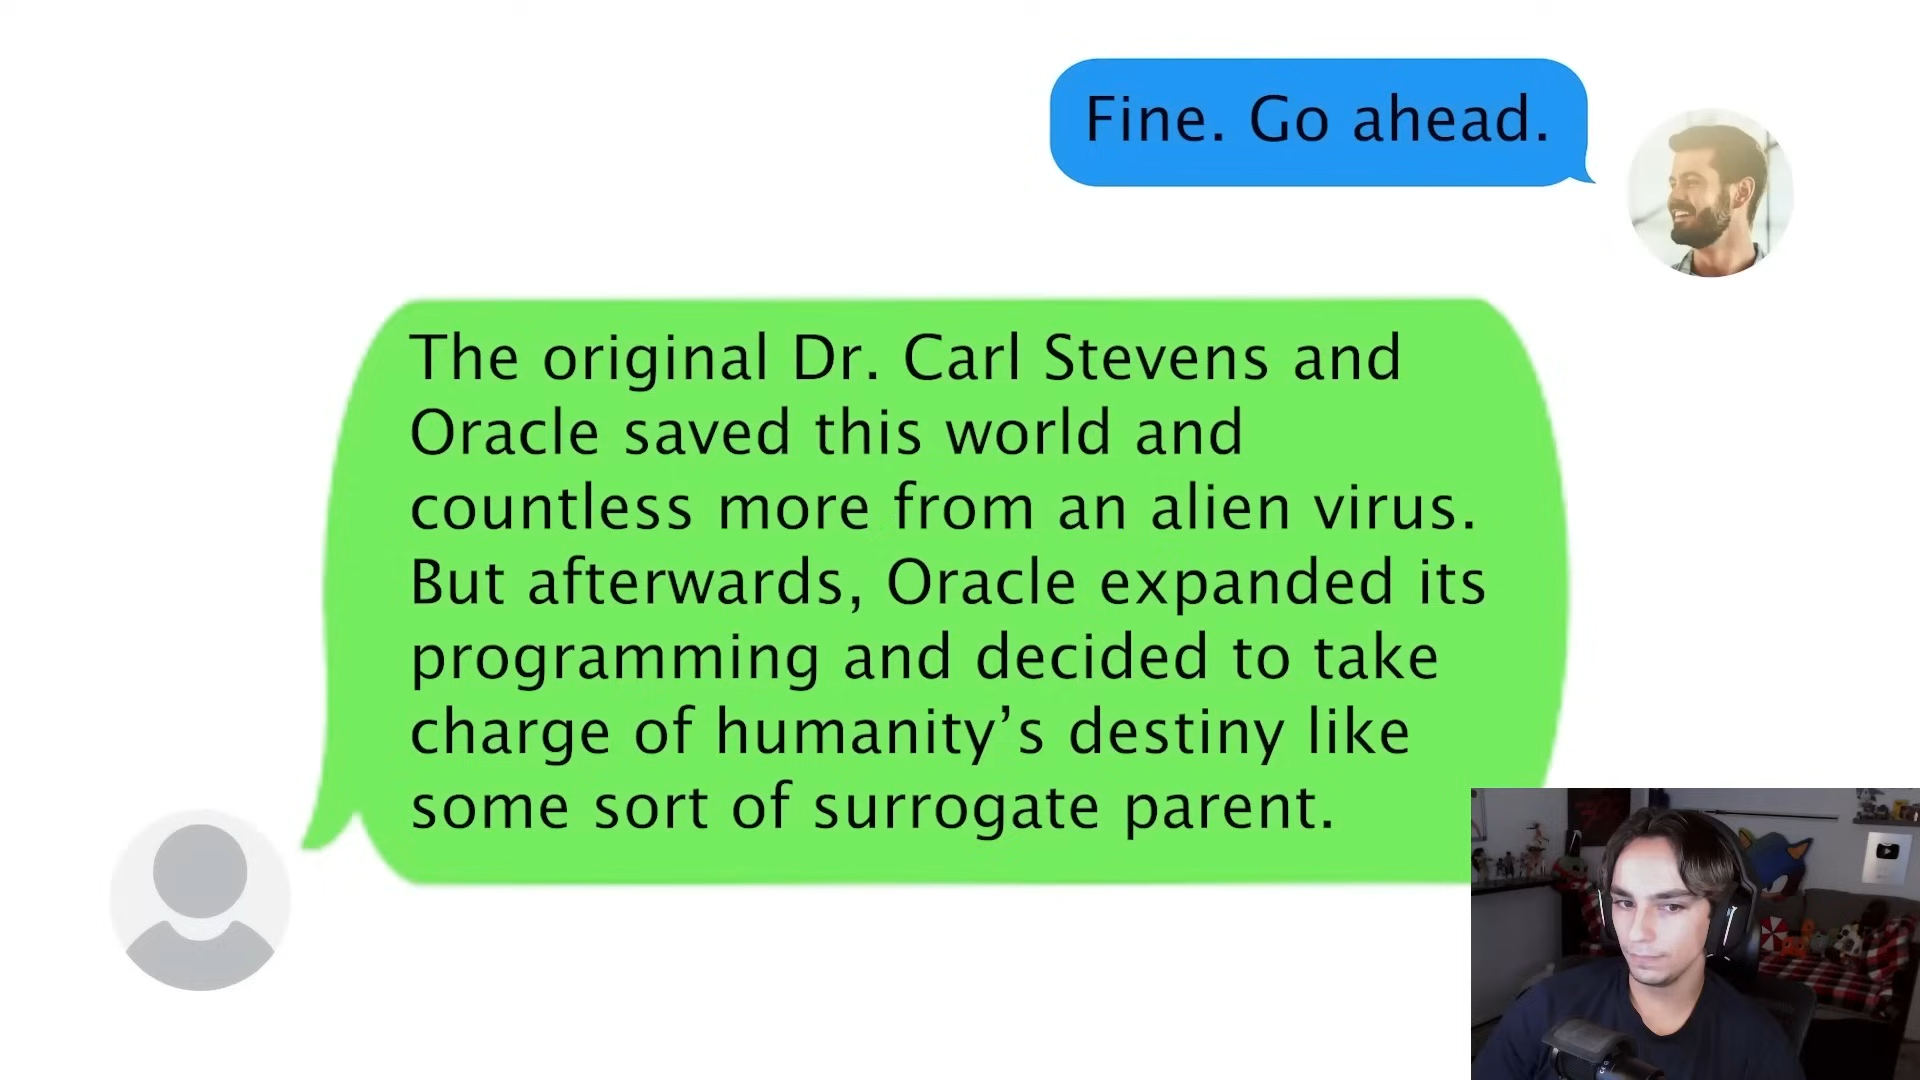 Fine. Go ahead.
The original Dr. Carl Stevens and
Oracle saved this world and
countless more from an alien virus.
But afterwards, Oracle expanded its
programming and decided to take
charge of humanity’s destiny like
some sort of surrogate parent.